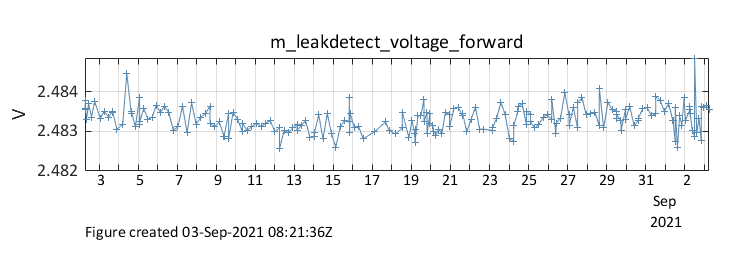 m_leakdetect_voltage_forward
V
2.484
2.483
2.482
3 5 7 9 11 13 15 17 19 21 23 25 27 29 31 2
Sep
2021
Figure created 03-Sep-2021 08:21:36Z